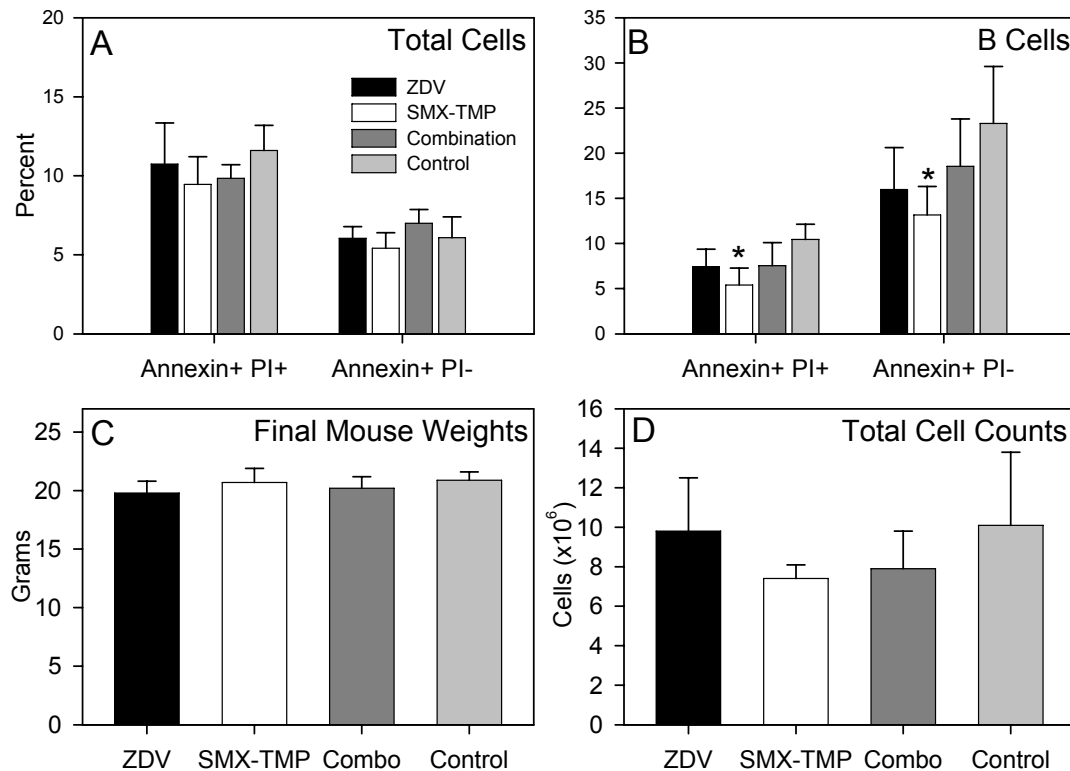 A
Total Cells
20
15
10
5
0
Percent
ZDV
SMX-TMP
Combination
Control
Annexin+ PI+
Annexin+ PI-
B
B Cells
35
30
25
20
15
10
5
0
*
*
Annexin+ PI+
Annexin+ PI-
C
Final Mouse Weights
25
20
15
10
5
0
Grams
ZDV
SMX-TMP
Combo
Control
D
Total Cell Counts
16
14
12
10
8
6
4
2
0
Cells (x10⁶)
ZDV
SMX-TMP
Combo
Control